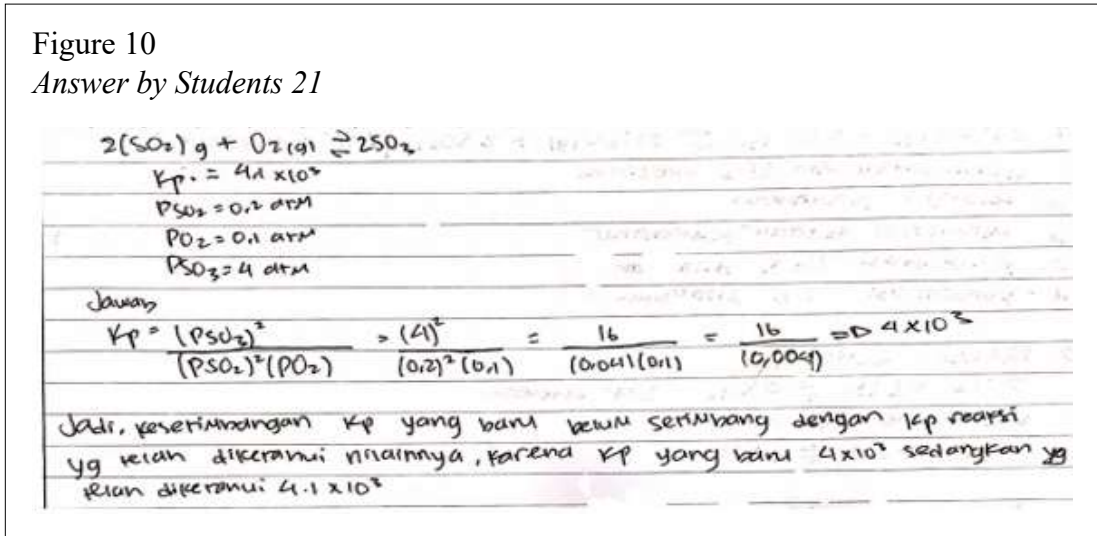 Figure 10
Answer by Students 21
2(SO₂) g + O₂(g) ⇌ 2SO₃
Kp. = 4.1 x10³
PSO₂ = 0,2 atm
PO₂ = 0,1 atm
PSO₃ = 4 atm
Jawab
Kp = (PSO₃)² / (PSO₂)² (PO₂) = (4)² / (0,2)² (0,1) = 16 / (0,04) (0,1) = 16 / (0,004) => 4 x 10³
Jadi, kesetimbangan Kp yang baru belum setimbang dengan Kp reaksi
yg telah diketahui nilainnya, karena Kp yang baru 4x10³ sedangkan yg
telah diketahui 4.1 x 10³